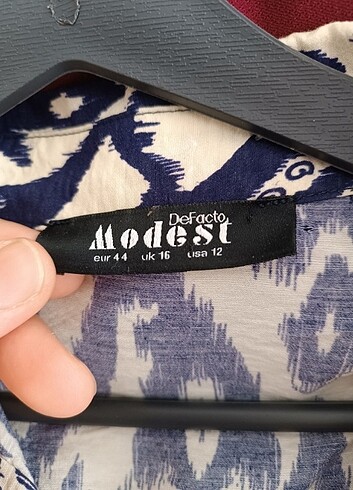 DeFacto
Modest
eur 44 uk 16 usa 12